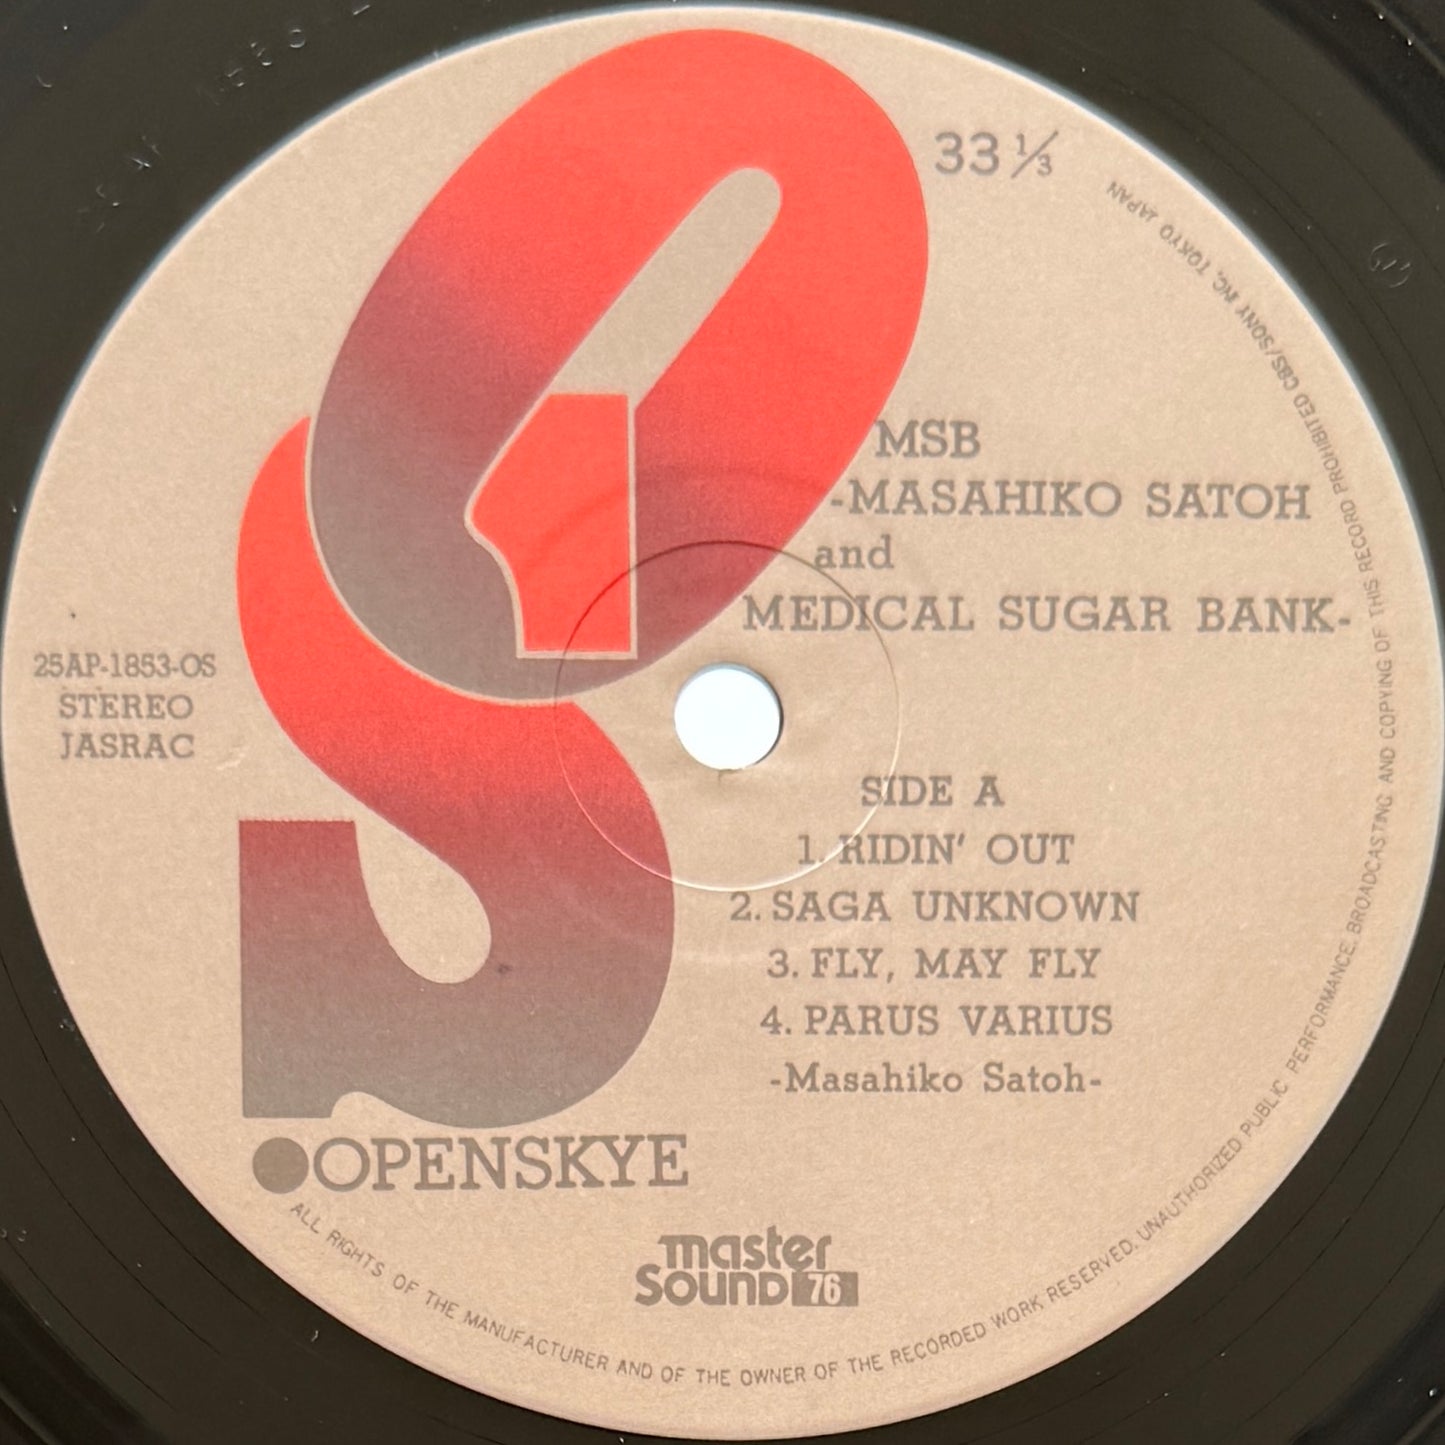 33 1/3
MSB
-MASAHIKO SATOH
and
MEDICAL SUGAR BANK-
25AP-1853-OS
STEREO
JASRAC
SIDE A
1. RIDIN' OUT
2. SAGA UNKNOWN
3. FLY, MAY FLY
4. PARUS VARIUS
-Masahiko Satoh-
OPENSKYE
master
SOUND 76
ALL RIGHTS OF THE MANUFACTURER AND OF THE OWNER OF THE RECORDED WORK RESERVED. UNAUTHORIZED PUBLIC PERFORMANCE. BROADCASTING AND COPYING OF THIS RECORD PROHIBITED CBS/SONY INC. TOKYO JAPAN